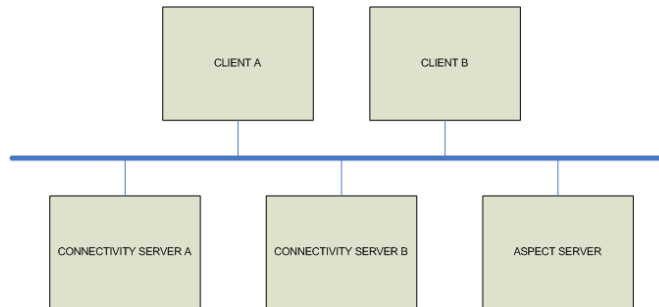 CLIENT A
CLIENT B
CONNECTIVITY SERVER A
CONNECTIVITY SERVER B
ASPECT SERVER